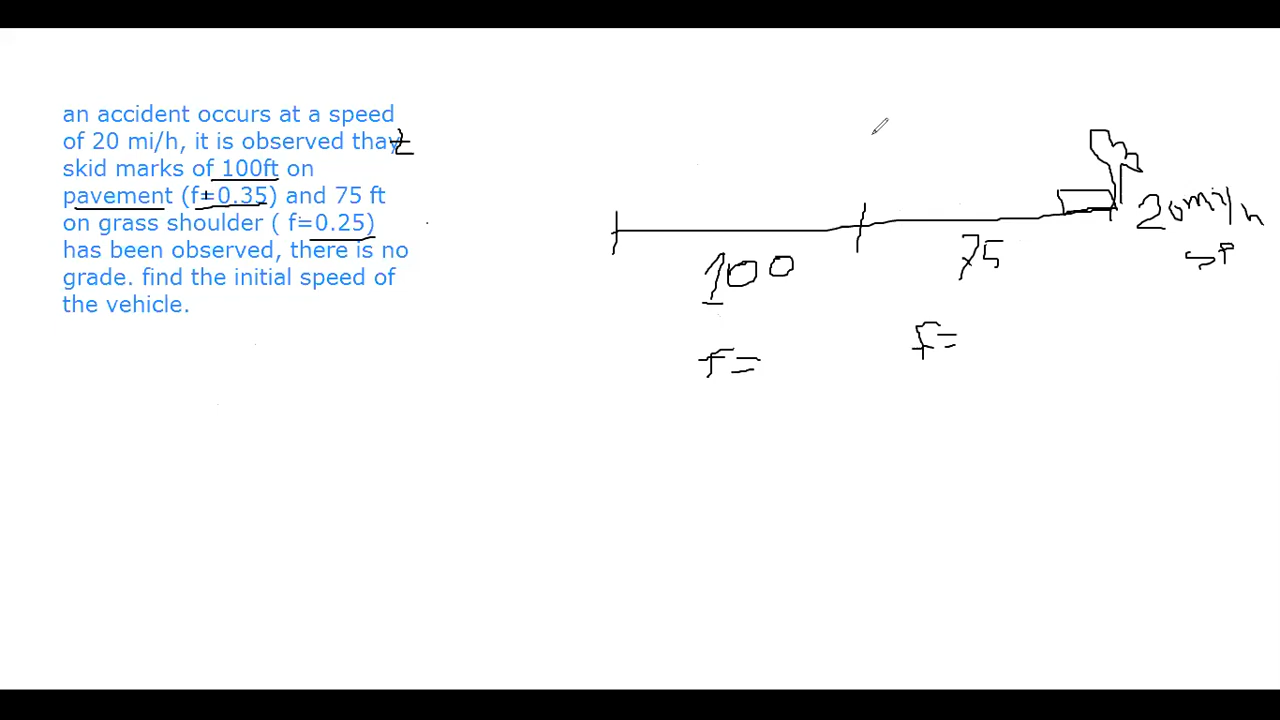 an accident occurs at a speed
of 20 mi/h, it is observed thay t
skid marks of 100ft on
pavement (f=0.35) and 75 ft
on grass shoulder ( f=0.25)
has been observed, there is no
grade. find the initial speed of
the vehicle.
20mi/h
100
75
f=
f=